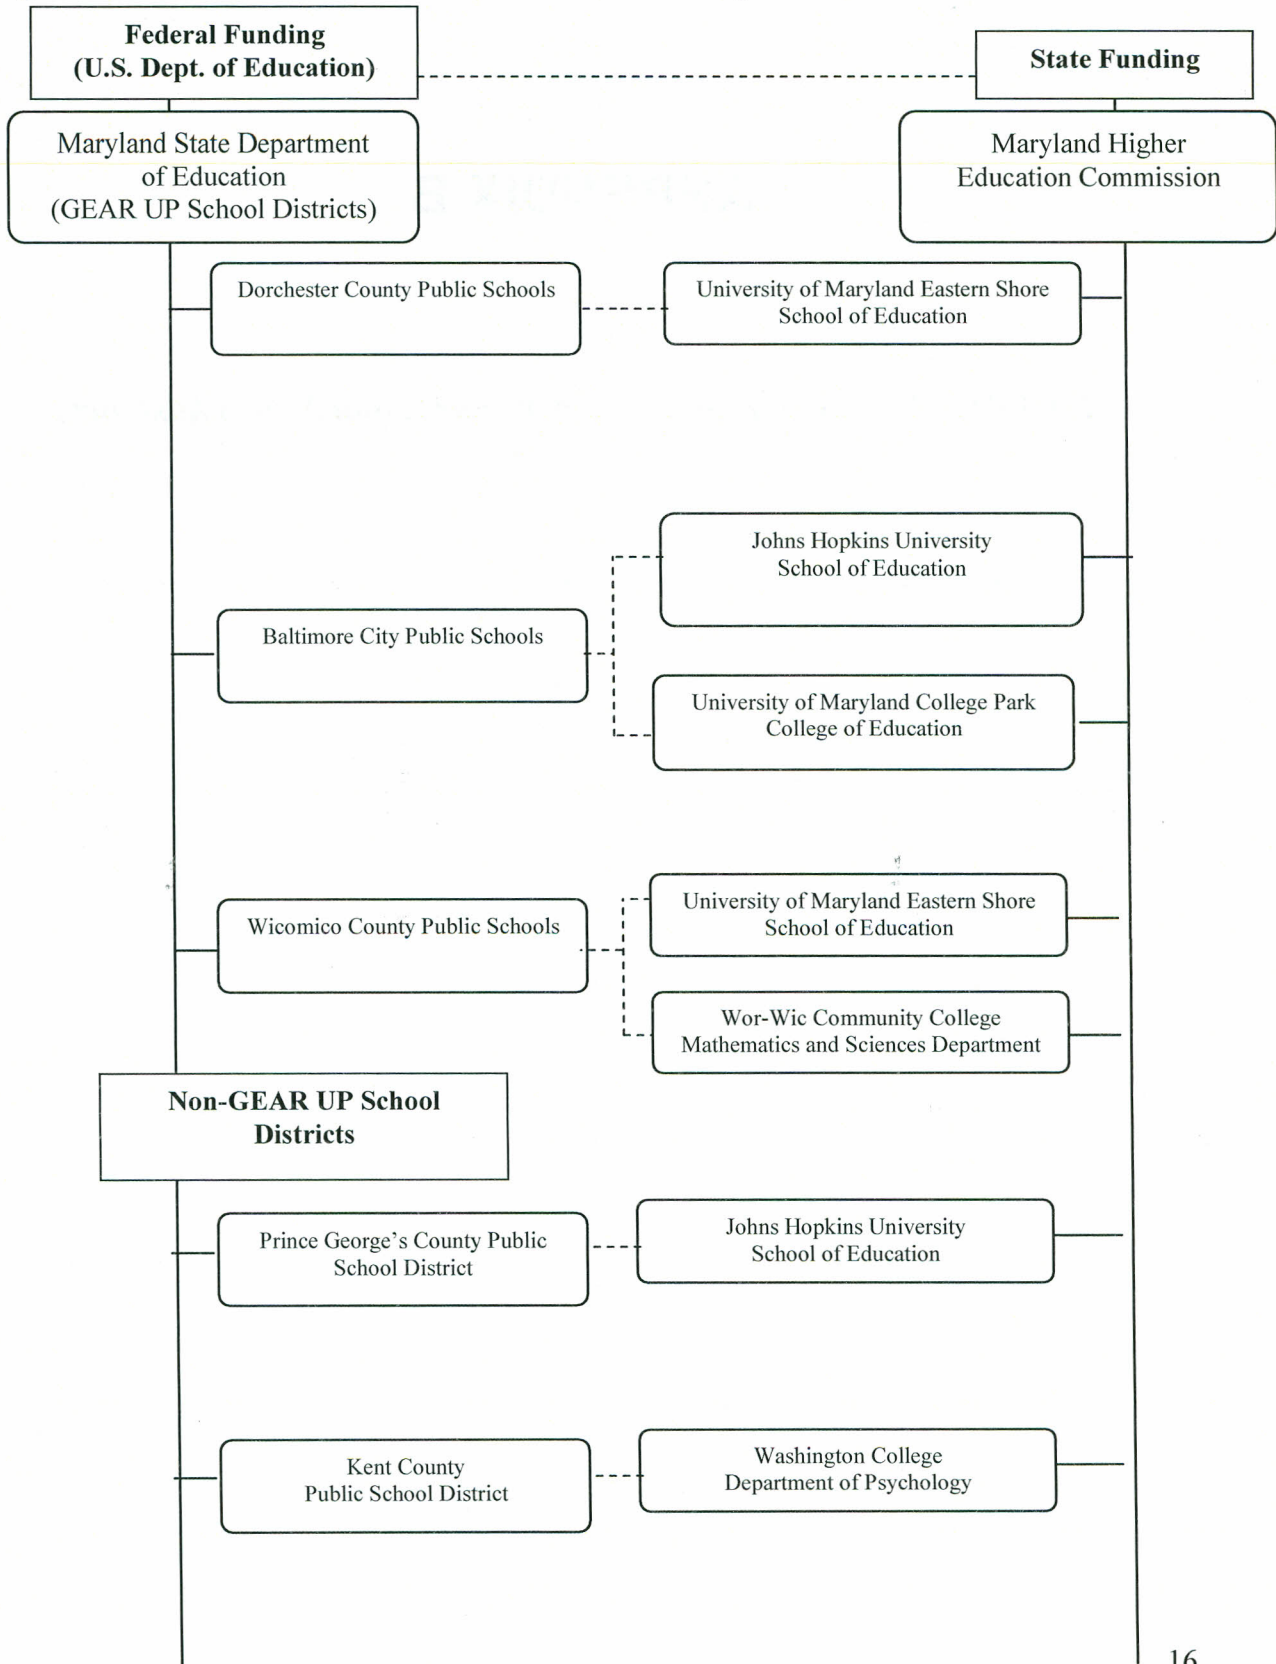 Federal Funding
(U.S. Dept. of Education)
State Funding
Maryland State Department
of Education
(GEAR UP School Districts)
Maryland Higher
Education Commission
Dorchester County Public Schools
University of Maryland Eastern Shore
School of Education
Johns Hopkins University
School of Education
Baltimore City Public Schools
University of Maryland College Park
College of Education
Wicomico County Public Schools
University of Maryland Eastern Shore
School of Education
Wor-Wic Community College
Mathematics and Sciences Department
Non-GEAR UP School
Districts
Prince George's County Public
School District
Johns Hopkins University
School of Education
Kent County
Public School District
Washington College
Department of Psychology
16